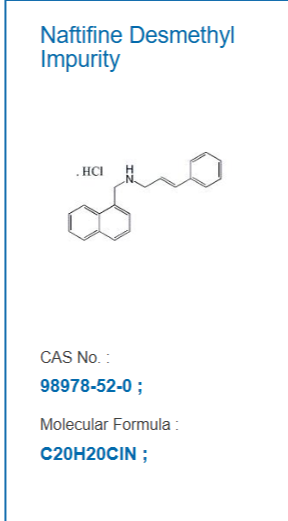 Naftifine Desmethyl
Impurity
. HCl
H
N
CAS No. :
98978-52-0 ;
Molecular Formula :
C20H20ClN ;